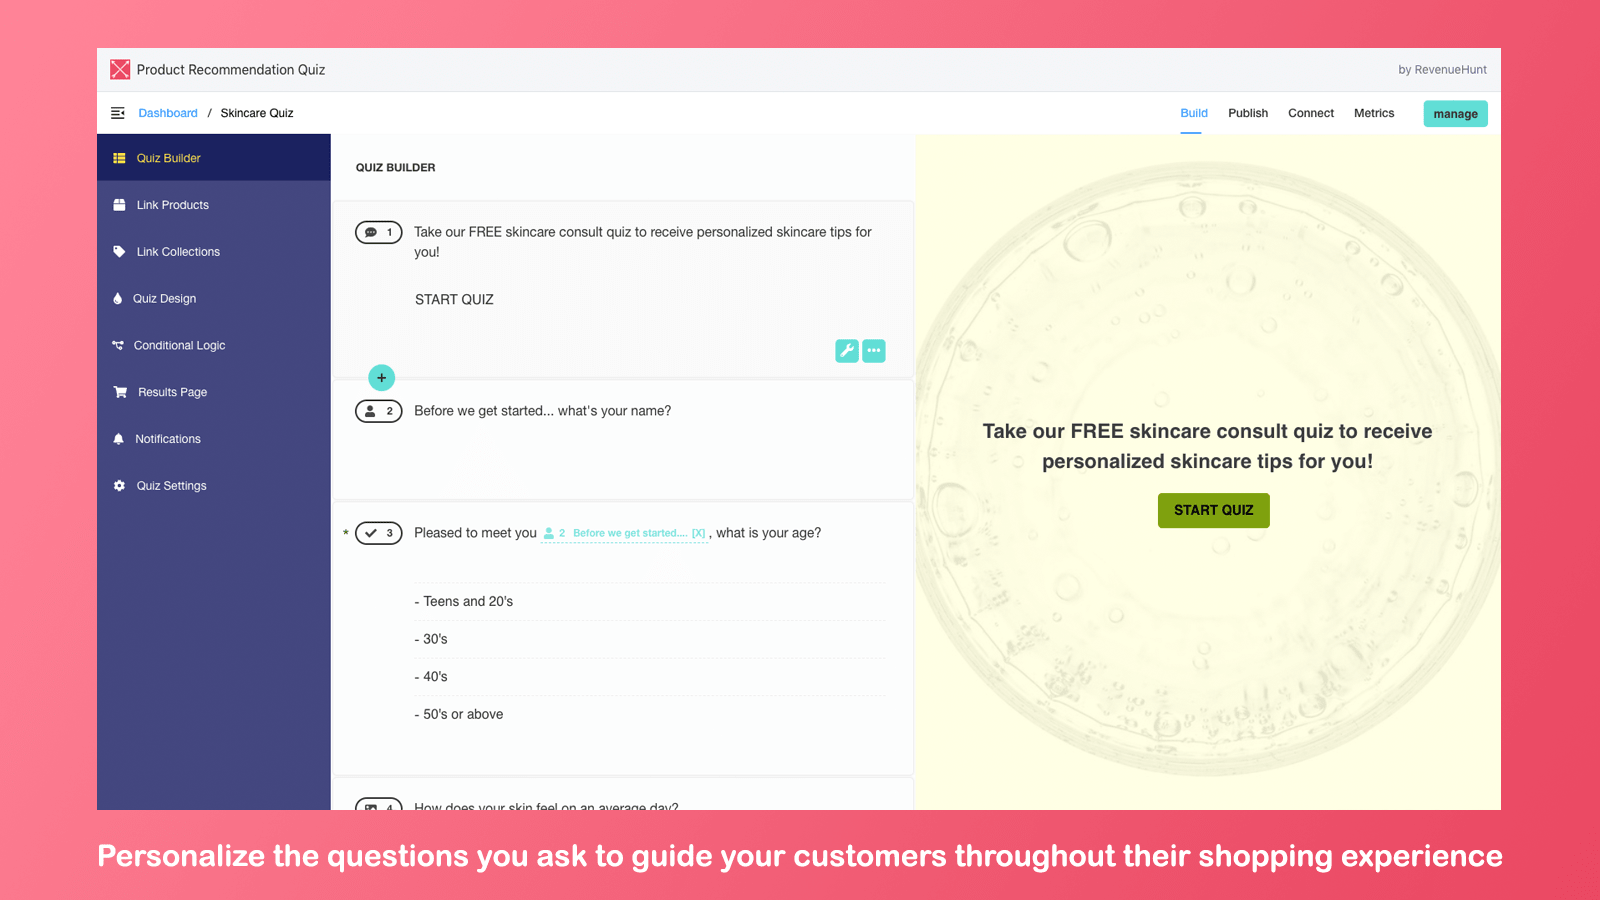 Product Recommendation Quiz
by RevenueHunt
Dashboard / Skincare Quiz
Build
Publish
Connect
Metrics
manage
Quiz Builder
Link Products
Link Collections
Quiz Design
Conditional Logic
Results Page
Notifications
Quiz Settings
QUIZ BUILDER
1 Take our FREE skincare consult quiz to receive personalized skincare tips for
you!
START QUIZ
2 Before we get started... what's your name?
* 3 Pleased to meet you 2 Before we get started.... [X] , what is your age?
- Teens and 20's
- 30's
- 40's
- 50's or above
4 How does your skin feel on an average day?
Take our FREE skincare consult quiz to receive
personalized skincare tips for you!
START QUIZ
Personalize the questions you ask to guide your customers throughout their shopping experience